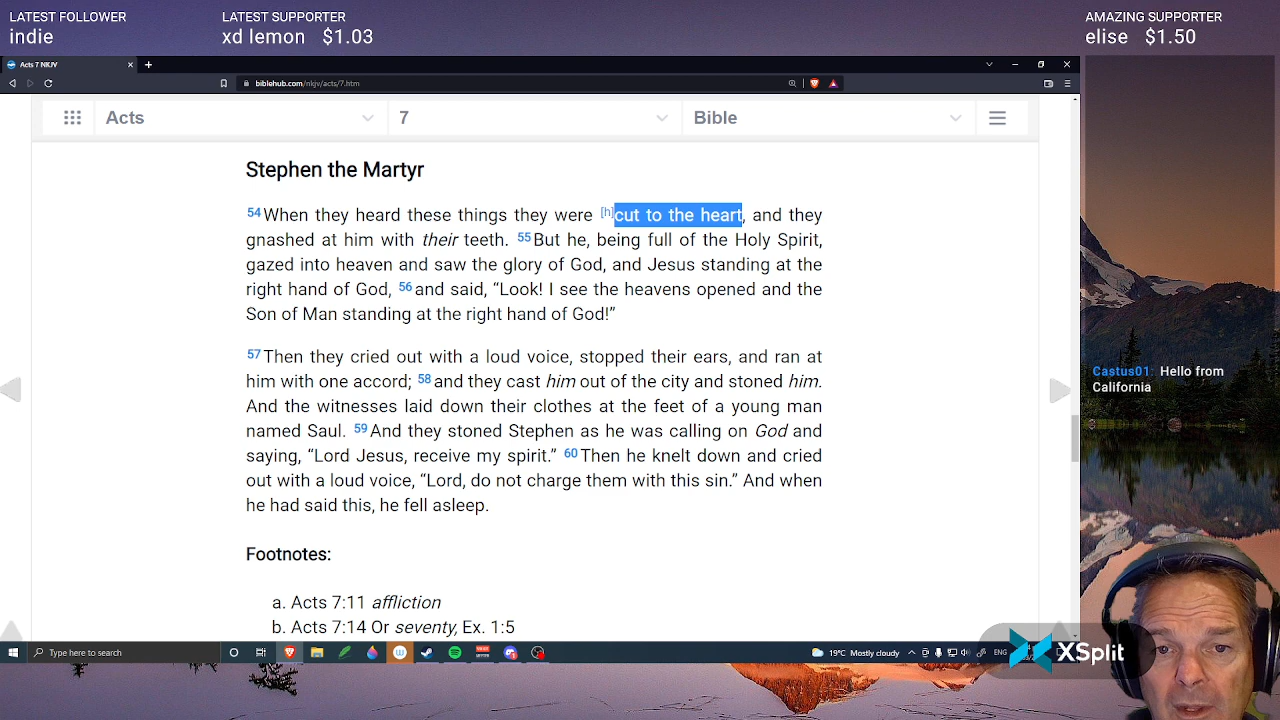 LATEST FOLLOWER
indie
LATEST SUPPORTER
xd lemon $1.03
AMAZING SUPPORTER
elise $1.50
Acts 7 NKJV
biblehub.com/nkjv/acts/7.htm
Acts
7
Bible
Stephen the Martyr
54 When they heard these things they were [h]cut to the heart, and they
gnashed at him with their teeth. 55 But he, being full of the Holy Spirit,
gazed into heaven and saw the glory of God, and Jesus standing at the
right hand of God, 56 and said, “Look! I see the heavens opened and the
Son of Man standing at the right hand of God!”
57 Then they cried out with a loud voice, stopped their ears, and ran at
him with one accord; 58 and they cast him out of the city and stoned him.
And the witnesses laid down their clothes at the feet of a young man
named Saul. 59 And they stoned Stephen as he was calling on God and
saying, “Lord Jesus, receive my spirit.” 60 Then he knelt down and cried
out with a loud voice, “Lord, do not charge them with this sin.” And when
he had said this, he fell asleep.
Footnotes:
a. Acts 7:11 affliction
b. Acts 7:14 Or seventy, Ex. 1:5
Castus01: Hello from
California
Type here to search
19°C Mostly cloudy
ENG
XSplit